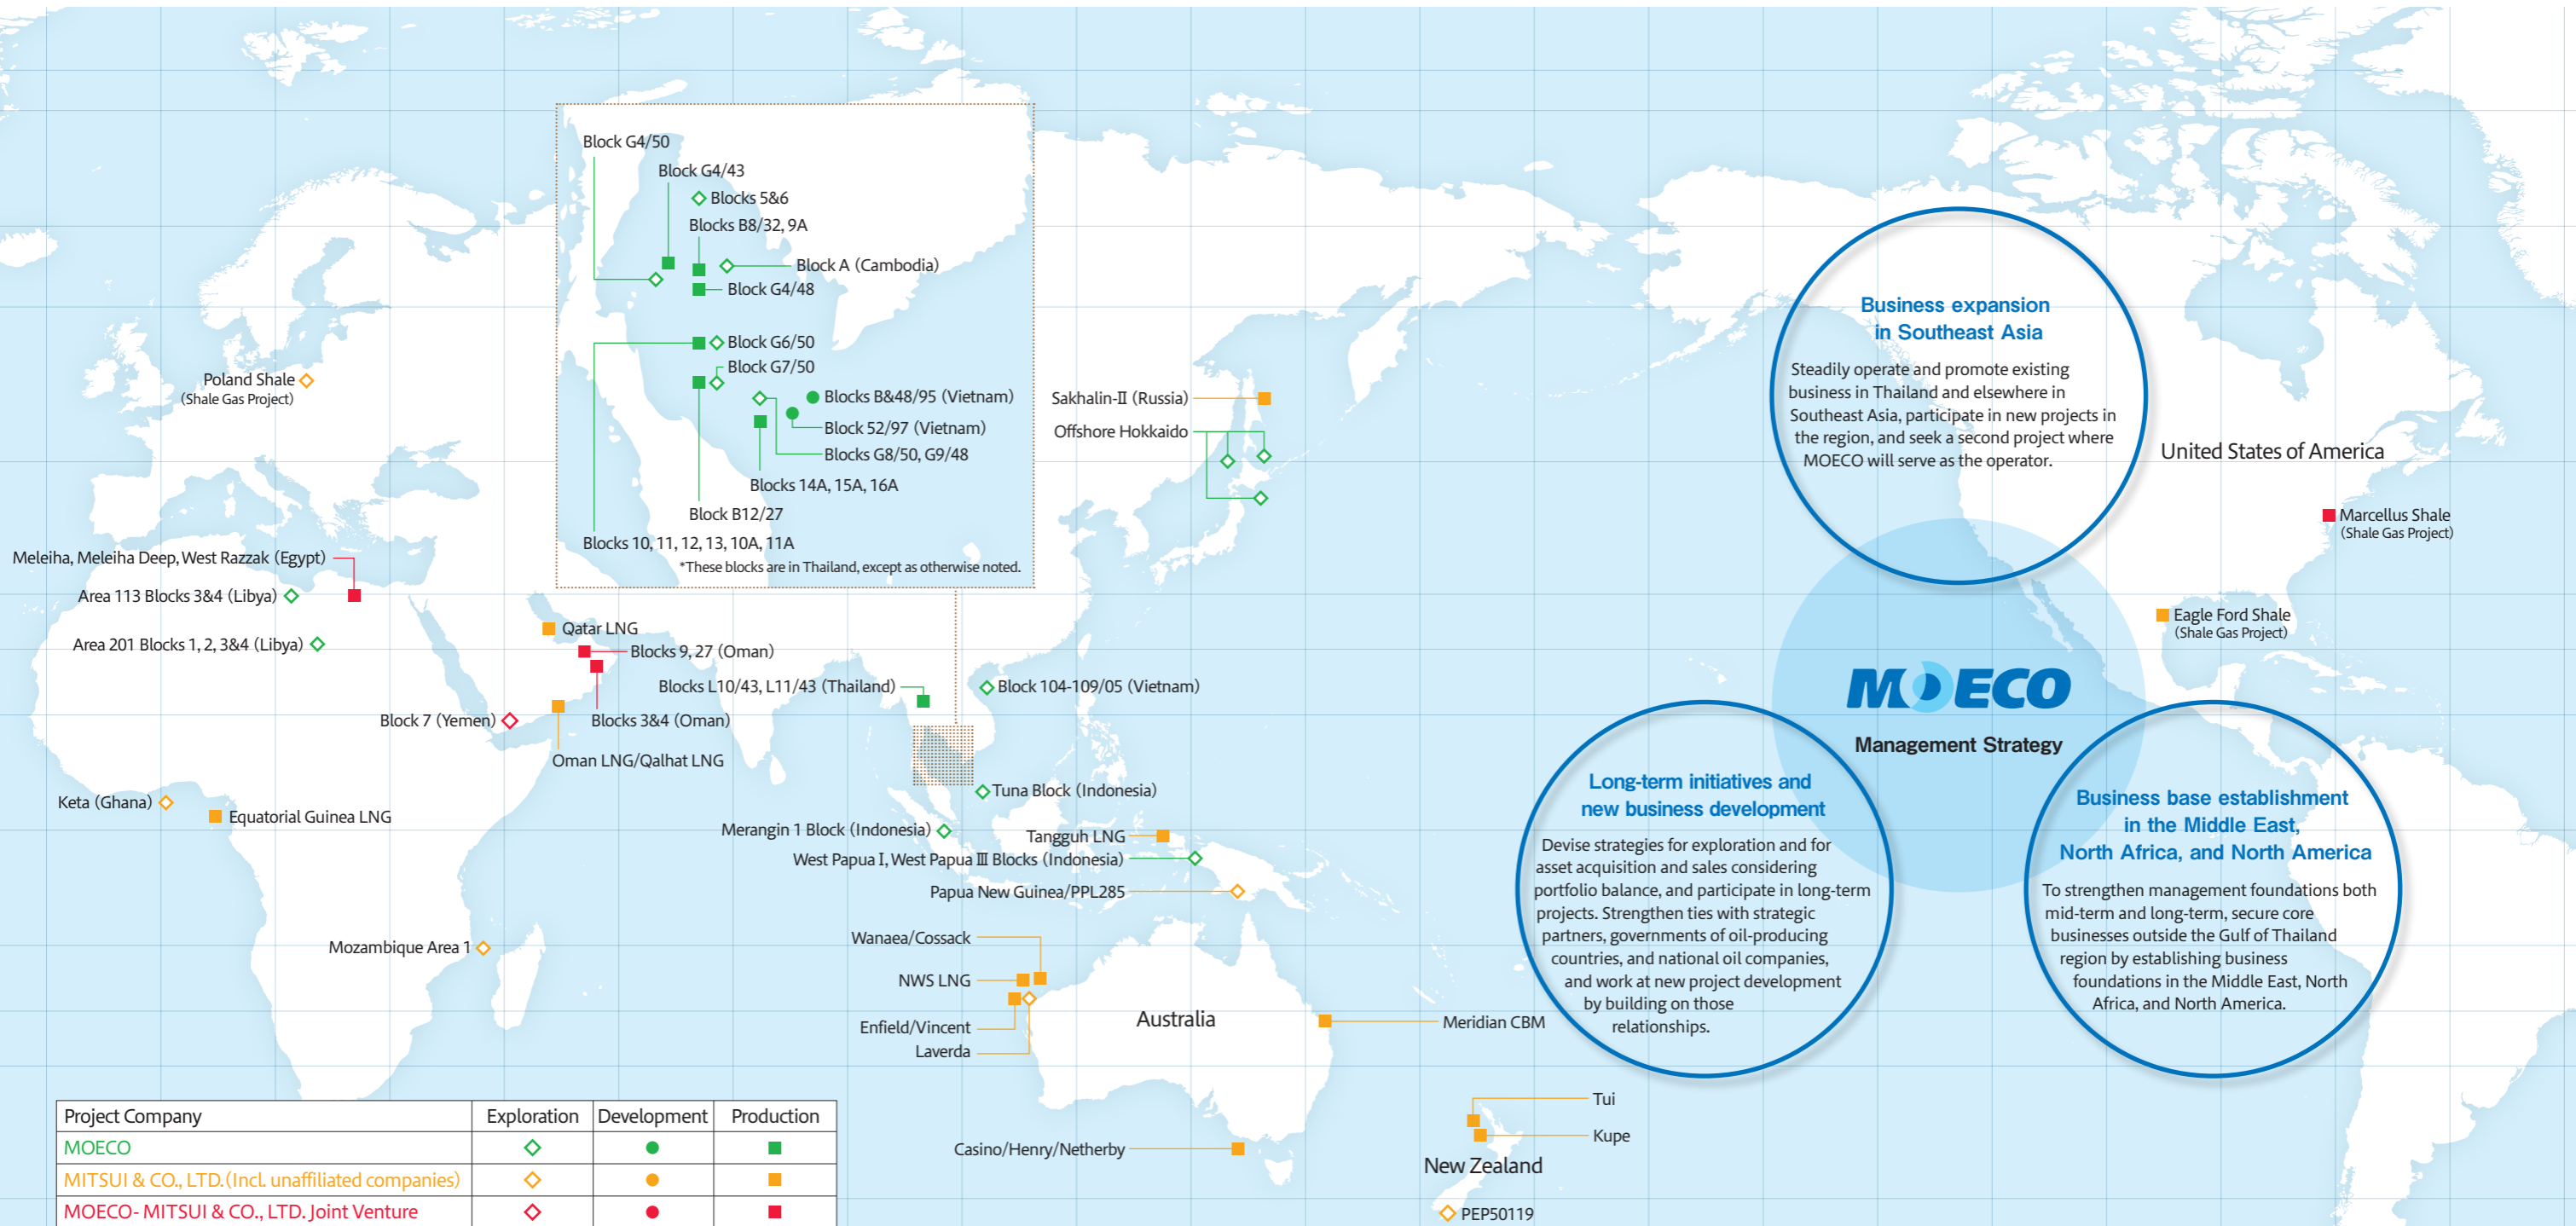 Block G4/50
Block G4/43
Blocks 5&6
Blocks B8/32, 9A
Block A (Cambodia)
Block G4/48
Block G6/50
Block G7/50
Blocks B&48/95 (Vietnam)
Block 52/97 (Vietnam)
Blocks G8/50, G9/48
Blocks 14A, 15A, 16A
Block B12/27
Blocks 10, 11, 12, 13, 10A, 11A
*These blocks are in Thailand, except as otherwise noted.
Poland Shale
(Shale Gas Project)
Meleiha, Meleiha Deep, West Razzak (Egypt)
Area 113 Blocks 3&4 (Libya)
Area 201 Blocks 1, 2, 3&4 (Libya)
Qatar LNG
Blocks 9, 27 (Oman)
Blocks 3&4 (Oman)
Block 7 (Yemen)
Oman LNG/Qalhat LNG
Keta (Ghana)
Equatorial Guinea LNG
Mozambique Area 1
Sakhalin-Ⅱ (Russia)
Offshore Hokkaido
Blocks L10/43, L11/43 (Thailand)
Block 104-109/05 (Vietnam)
Tuna Block (Indonesia)
Merangin 1 Block (Indonesia)
Tangguh LNG
West Papua Ⅰ, West Papua Ⅲ Blocks (Indonesia)
Papua New Guinea/PPL285
Wanaea/Cossack
NWS LNG
Enfield/Vincent
Laverda
Australia
Meridian CBM
Casino/Henry/Netherby
Tui
Kupe
New Zealand
PEP50119
United States of America
Marcellus Shale
(Shale Gas Project)
Eagle Ford Shale
(Shale Gas Project)
Business expansion
in Southeast Asia
Steadily operate and promote existing
business in Thailand and elsewhere in
Southeast Asia, participate in new projects in
the region, and seek a second project where
MOECO will serve as the operator.
MOECO
Management Strategy
Long-term initiatives and
new business development
Devise strategies for exploration and for
asset acquisition and sales considering
portfolio balance, and participate in long-term
projects. Strengthen ties with strategic
partners, governments of oil-producing
countries, and national oil companies,
and work at new project development
by building on those
relationships.
Business base establishment
in the Middle East,
North Africa, and North America
To strengthen management foundations both
mid-term and long-term, secure core
businesses outside the Gulf of Thailand
region by establishing business
foundations in the Middle East, North
Africa, and North America.
Project Company Exploration Development Production
MOECO
MITSUI & CO., LTD.(Incl. unaffiliated companies)
MOECO- MITSUI & CO., LTD. Joint Venture